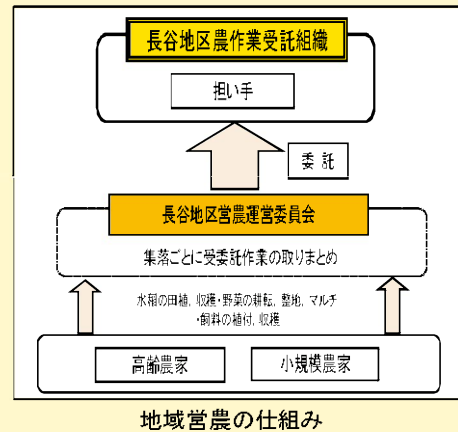 長谷地区農作業受託組織
担い手
委託
長谷地区営農運営委員会
集落ごとに受委託作業の取りまとめ
水稲の田植, 収穫・野菜の耕転, 整地, マルチ
・飼料の植付, 収穫
高齢農家
小規模農家
地域営農の仕組み